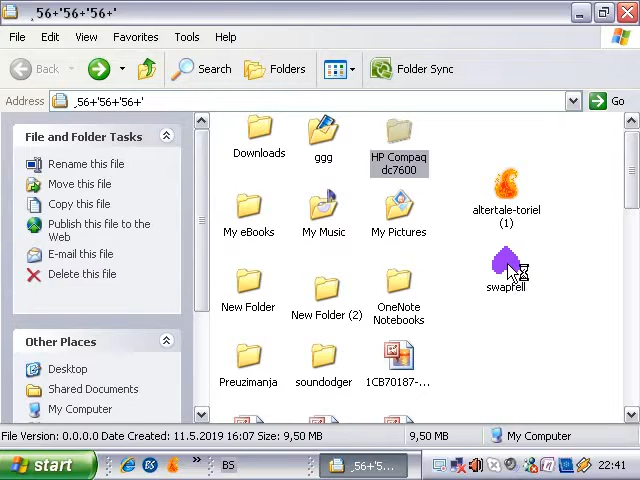 ¸56+'56+'56+'
File Edit View Favorites Tools Help
Back Search Folders Folder Sync
Address ¸56+'56+'56+' Go
File and Folder Tasks
Rename this file
Move this file
Copy this file
Publish this file to the
Web
E-mail this file
Delete this file
Other Places
Desktop
Shared Documents
My Computer
Downloads
ggg
HP Compaq
dc7600
altertale-toriel
(1)
My eBooks
My Music
My Pictures
swapfell
New Folder
New Folder (2)
OneNote
Notebooks
Preuzimanja
soundodger
1CB70187-...
File Version: 0.0.0.0 Date Created: 11.5.2019 16:07 Size: 9,50 MB 9,50 MB My Computer
start BS ¸56+'5... 22:41